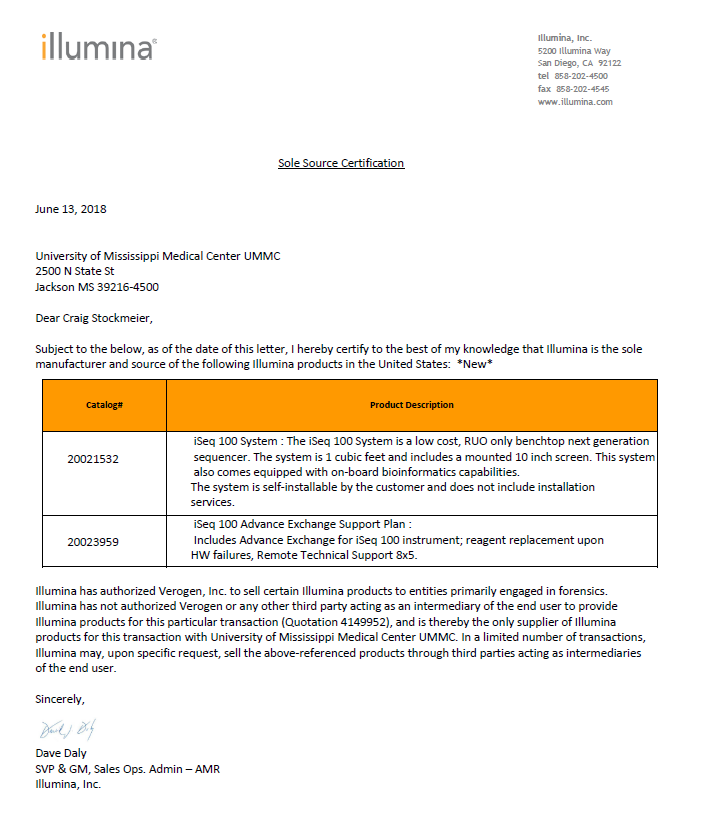 illumina®
Illumina, Inc.
5200 Illumina Way
San Diego, CA 92122
tel 858-202-4500
fax 858-202-4545
www.illumina.com
Sole Source Certification
June 13, 2018
University of Mississippi Medical Center UMMC
2500 N State St
Jackson MS 39216-4500
Dear Craig Stockmeier,
Subject to the below, as of the date of this letter, I hereby certify to the best of my knowledge that Illumina is the sole
manufacturer and source of the following Illumina products in the United States: *New*
Catalog#
Product Description
20021532
iSeq 100 System : The iSeq 100 System is a low cost, RUO only benchtop next generation
sequencer. The system is 1 cubic feet and includes a mounted 10 inch screen. This system
also comes equipped with on-board bioinformatics capabilities.
The system is self-installable by the customer and does not include installation
services.
20023959
iSeq 100 Advance Exchange Support Plan :
Includes Advance Exchange for iSeq 100 instrument; reagent replacement upon
HW failures, Remote Technical Support 8x5.
Illumina has authorized Verogen, Inc. to sell certain Illumina products to entities primarily engaged in forensics.
Illumina has not authorized Verogen or any other third party acting as an intermediary of the end user to provide
Illumina products for this particular transaction (Quotation 4149952), and is thereby the only supplier of Illumina
products for this transaction with University of Mississippi Medical Center UMMC. In a limited number of transactions,
Illumina may, upon specific request, sell the above-referenced products through third parties acting as intermediaries
of the end user.
Sincerely,
Dave Daly
SVP & GM, Sales Ops. Admin – AMR
Illumina, Inc.